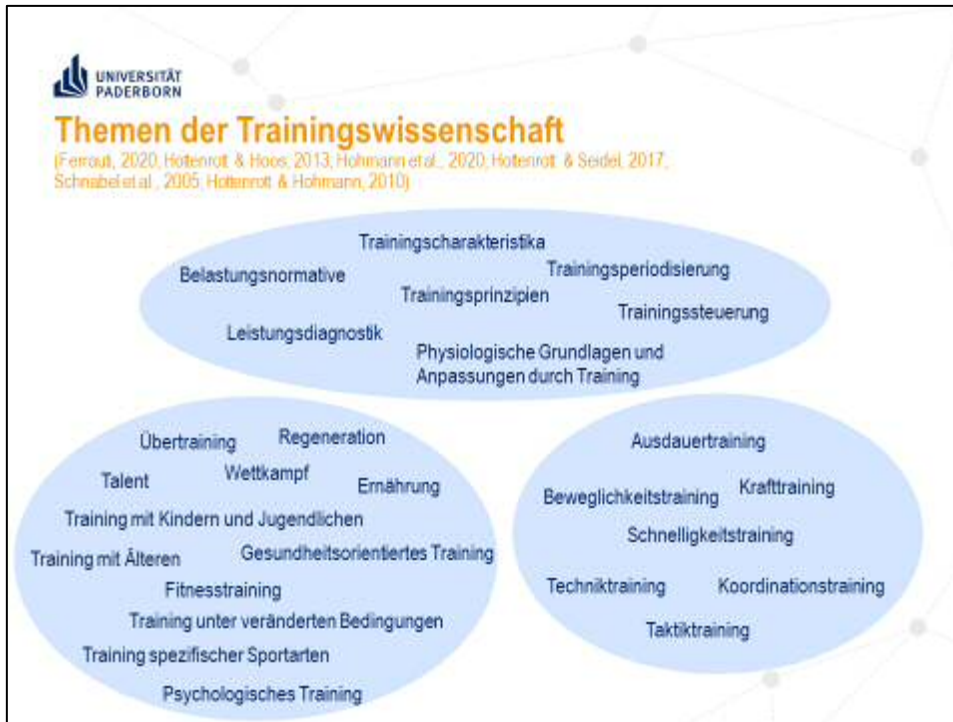 UNIVERSITÄT
PADERBORN
Themen der Trainingswissenschaft
(Ferrauti, 2020; Hottenrott & Hoos, 2013; Hohmann et al., 2020; Hottenrott & Seidel, 2017;
Schnabel et al., 2005; Hottenrott & Hohmann, 2010)
Trainingscharakteristika
Belastungsnormative
Trainingsperiodisierung
Trainingsprinzipien
Trainingssteuerung
Leistungsdiagnostik
Physiologische Grundlagen und
Anpassungen durch Training
Übertraining
Regeneration
Talent
Wettkampf
Ernährung
Training mit Kindern und Jugendlichen
Training mit Älteren
Gesundheitsorientiertes Training
Fitnesstraining
Training unter veränderten Bedingungen
Training spezifischer Sportarten
Psychologisches Training
Ausdauertraining
Beweglichkeitstraining
Krafttraining
Schnelligkeitstraining
Techniktraining
Koordinationstraining
Taktiktraining